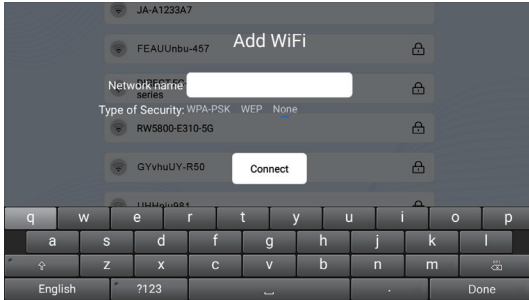 JA-A1233A7
Add WiFi
FEAUUnbu-457
Network name
series
Type of Security: WPA-PSK WEP None
RW5800-E310-5G
GYvhuUY-R50
Connect
q w e r t y u i o p
a s d f g h j k l
z x c v b n m
English ?123 . Done